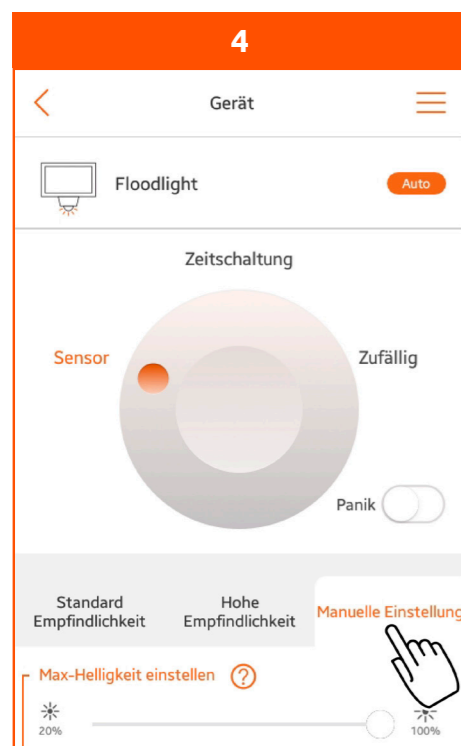 4
Gerät
Floodlight
Auto
Zeitschaltung
Sensor
Zufällig
Panik
Standard
Empfindlichkeit
Hohe
Empfindlichkeit
Manuelle Einstellung
Max-Helligkeit einstellen ?
20%
100%